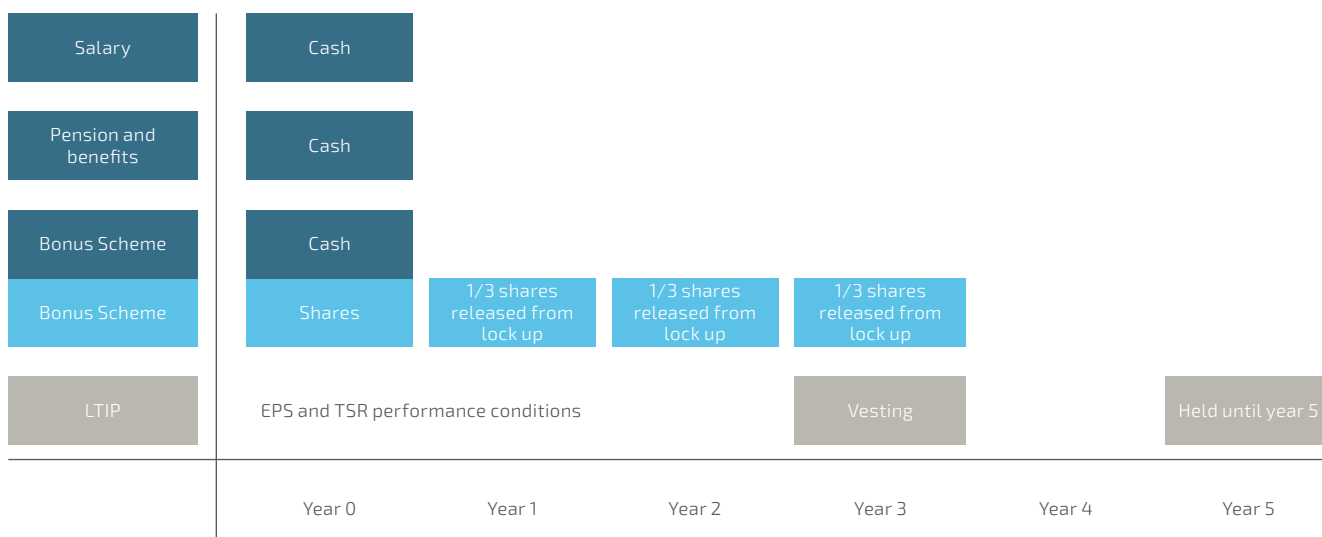 Salary
Cash
Pension and
benefits
Cash
Bonus Scheme
Cash
Bonus Scheme
Shares
1/3 shares
released from
lock up
1/3 shares
released from
lock up
1/3 shares
released from
lock up
LTIP
EPS and TSR performance conditions
Vesting
Held until year 5
Year 0
Year 1
Year 2
Year 3
Year 4
Year 5